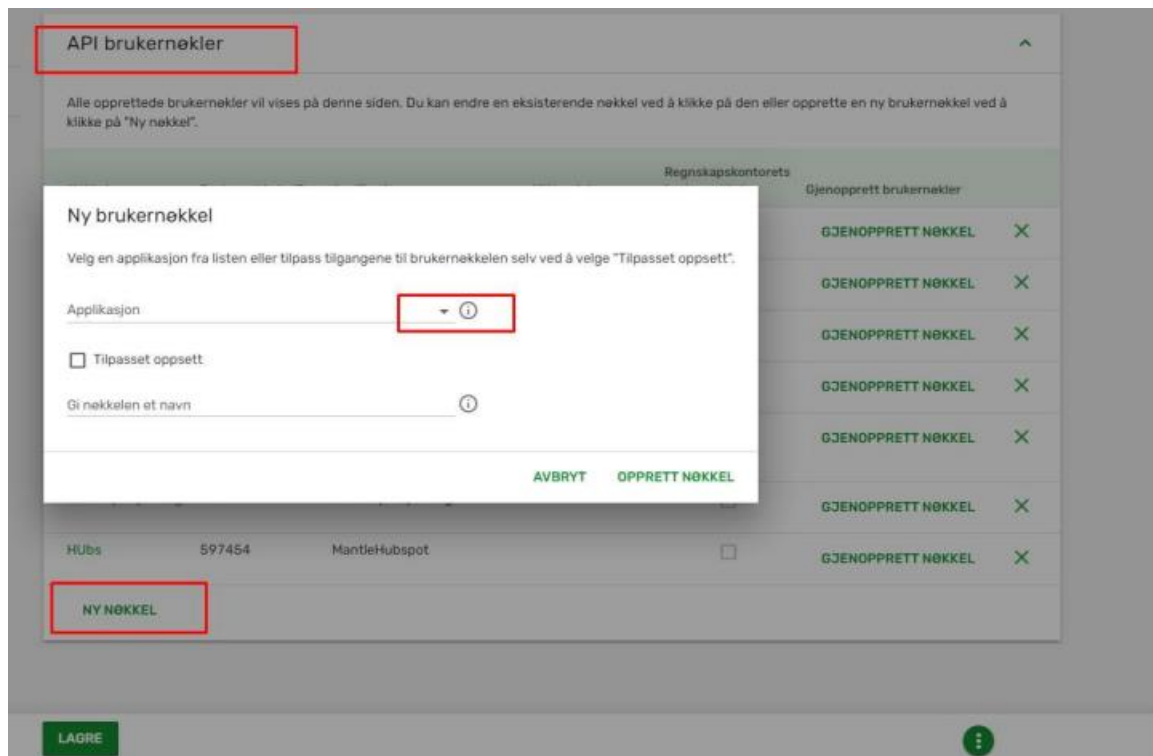 API brukernøkler
Alle opprettede brukernøkler vil vises på denne siden. Du kan endre en eksisterende nøkkel ved å klikke på den eller opprette en ny brukernøkkel ved å
klikke på "Ny nøkkel".
Regnskapskontorets
Gjenopprett brukernøkler
Ny brukernøkkel
GJENOPPRETT NØKKEL
Velg en applikasjon fra listen eller tilpass tilgangene til brukernøkkelen selv ved å velge "Tilpasset oppsett".
GJENOPPRETT NØKKEL
Applikasjon
GJENOPPRETT NØKKEL
Tilpasset oppsett
GJENOPPRETT NØKKEL
Gi nøkkelen et navn
GJENOPPRETT NØKKEL
AVBRYT OPPRETT NØKKEL
GJENOPPRETT NØKKEL
HUbs 597454 MantleHubspot GJENOPPRETT NØKKEL
NY NØKKEL
LAGRE